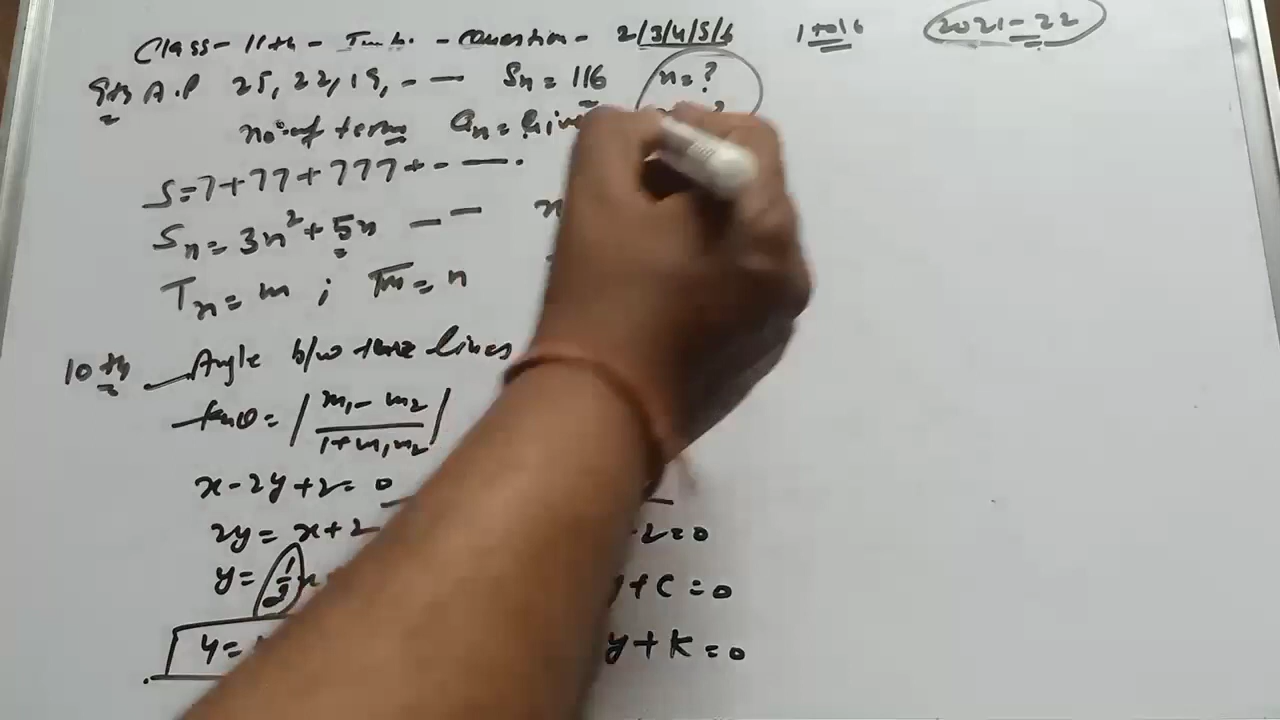 Class - 11th - - Question - 2/3/4/5/6 1 to 16 2021-22
9th A.P 25, 22, 19, - — Sn = 116 n = ?
no of terms an =
S = 7 + 77 + 777 + - — .
Sn = 3n² + 5n — — n
Tn = m ; Tm = n
10th Angle b/w lines
tanθ = | m₁ - m₂ / 1 + m₁m₂ |
x - 2y + 2 = 0
2y = x + 2 - 2 = 0
y = 1/2 x y + C = 0
y = y + K = 0